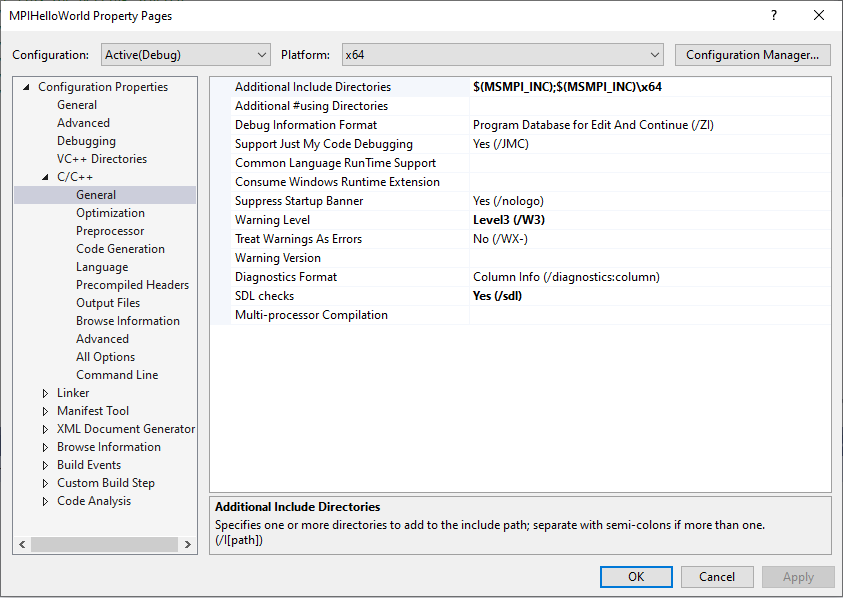 MPIHelloWorld Property Pages
?
Configuration: Active(Debug) Platform: x64 Configuration Manager...
Configuration Properties
General
Advanced
Debugging
VC++ Directories
C/C++
General
Optimization
Preprocessor
Code Generation
Language
Precompiled Headers
Output Files
Browse Information
Advanced
All Options
Command Line
Linker
Manifest Tool
XML Document Generator
Browse Information
Build Events
Custom Build Step
Code Analysis
Additional Include Directories $(MSMPI_INC);$(MSMPI_INC)\x64
Additional #using Directories
Debug Information Format Program Database for Edit And Continue (/ZI)
Support Just My Code Debugging Yes (/JMC)
Common Language RunTime Support
Consume Windows Runtime Extension
Suppress Startup Banner Yes (/nologo)
Warning Level Level3 (/W3)
Treat Warnings As Errors No (/WX-)
Warning Version
Diagnostics Format Column Info (/diagnostics:column)
SDL checks Yes (/sdl)
Multi-processor Compilation
Additional Include Directories
Specifies one or more directories to add to the include path; separate with semi-colons if more than one.
(/I[path])
OK Cancel Apply